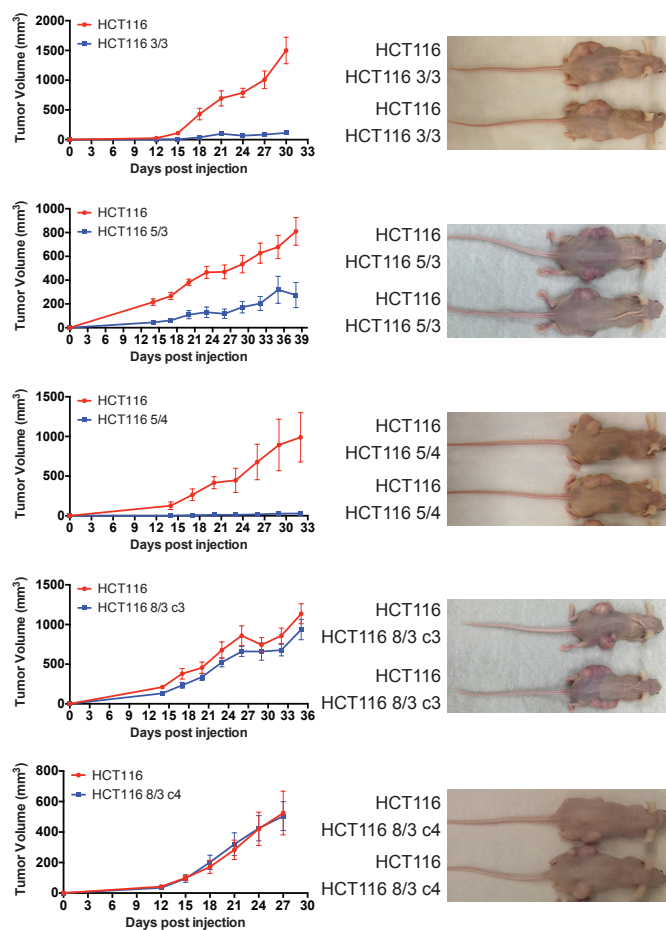 HCT116
HCT116 3/3
Tumor Volume (mm³)
2000
1500
1000
500
0
0 3 6 9 12 15 18 21 24 27 30 33
Days post injection
HCT116
HCT116 3/3
HCT116
HCT116 3/3
HCT116
HCT116 5/3
Tumor Volume (mm³)
1000
800
600
400
200
0
0 3 6 9 12 15 18 21 24 27 30 33 36 39
Days post injection
HCT116
HCT116 5/3
HCT116
HCT116 5/3
HCT116
HCT116 5/4
Tumor Volume (mm³)
1500
1000
500
0
0 3 6 9 12 15 18 21 24 27 30 33
Days post injection
HCT116
HCT116 5/4
HCT116
HCT116 5/4
HCT116
HCT116 8/3 c3
Tumor Volume (mm³)
1500
1000
500
0
0 3 6 9 12 15 18 21 24 27 30 33 36
Days post injection
HCT116
HCT116 8/3 c3
HCT116
HCT116 8/3 c3
HCT116
HCT116 8/3 c4
Tumor Volume (mm³)
800
600
400
200
0
0 3 6 9 12 15 18 21 24 27 30
Days post injection
HCT116
HCT116 8/3 c4
HCT116
HCT116 8/3 c4